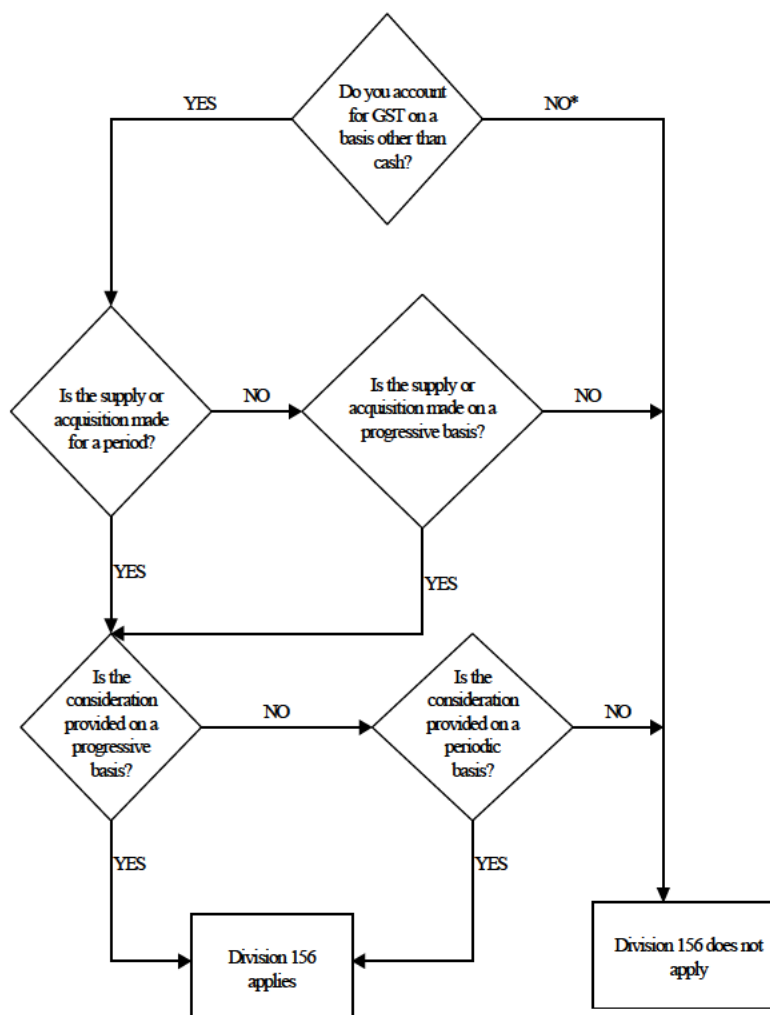 Do you account
for GST on a
basis other than
cash?
YES
NO*
Is the supply or
acquisition made
for a period?
NO
Is the supply or
acquisition made on a
progressive basis?
NO
YES
YES
Is the
consideration
provided on a
progressive
basis?
NO
Is the
consideration
provided on a
periodic
basis?
NO
YES
YES
Division 156
applies
Division 156 does not
apply